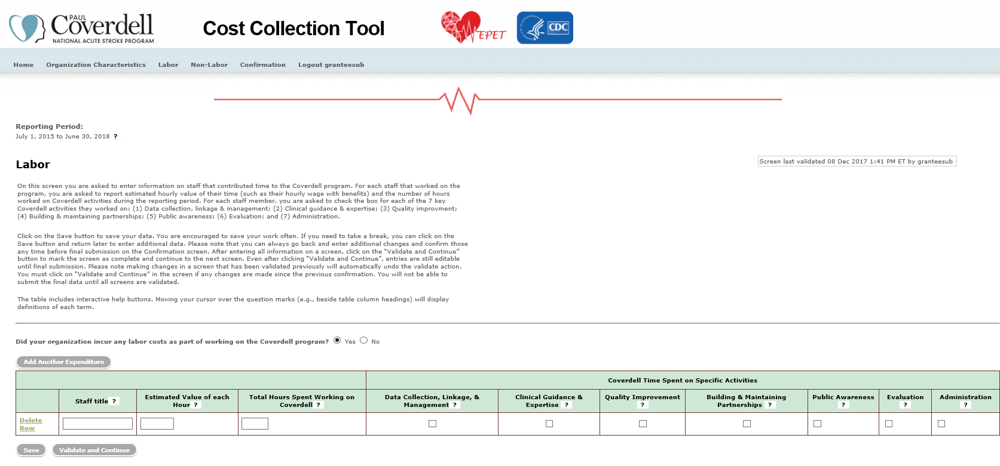 PAUL
Coverdell
NATIONAL ACUTE STROKE PROGRAM
Cost Collection Tool
EPET
CDC
Home Organization Characteristics Labor Non-Labor Confirmation Logout granteesub
Reporting Period:
July 1, 2015 to June 30, 2018 ?
Labor
Screen last validated 08 Dec 2017 1:41 PM ET by granteesub
On this screen you are asked to enter information on staff that contributed time to the Coverdell program. For each staff that worked on the
program, you are asked to report estimated hourly value of their time (such as their hourly wage with benefits) and the number of hours
worked on Coverdell activities during the reporting period. For each staff member, you are asked to check the box for each of the 7 key
Coverdell activities they worked on: (1) Data collection, linkage & management; (2) Clinical guidance & expertise; (3) Quality improvment;
(4) Building & maintaining partnerships; (5) Public awareness; (6) Evaluation; and (7) Administration.
Click on the Save button to save your data. You are encouraged to save your work often. If you need to take a break, you can click on the
Save button and return later to enter additional data. Please note that you can always go back and enter additional changes and confirm those
any time before final submission on the Confirmation screen. After entering all information on a screen, click on the “Validate and Continue”
button to mark the screen as complete and continue to the next screen. Even after clicking “Validate and Continue”, entries are still editable
until final submission. Please note making changes in a screen that has been validated previously will automatically undo the validate action.
You must click on “Validate and Continue” in the screen if any changes are made since the previous confirmation. You will not be able to
submit the final data until all screens are validated.
The table includes interactive help buttons. Moving your cursor over the question marks (e.g., beside table column headings) will display
definitions of each term.
Did your organization incur any labor costs as part of working on the Coverdell program? Yes No
Add Another Expenditure
Coverdell Time Spent on Specific Activities
Staff title ?
Estimated Value of each
Hour ?
Total Hours Spent Working on
Coverdell ?
Data Collection, Linkage, &
Management ?
Clinical Guidance &
Expertise ?
Quality Improvement
?
Building & Maintaining
Partnerships ?
Public Awareness
?
Evaluation
?
Administration
?
Delete
Row
Save Validate and Continue